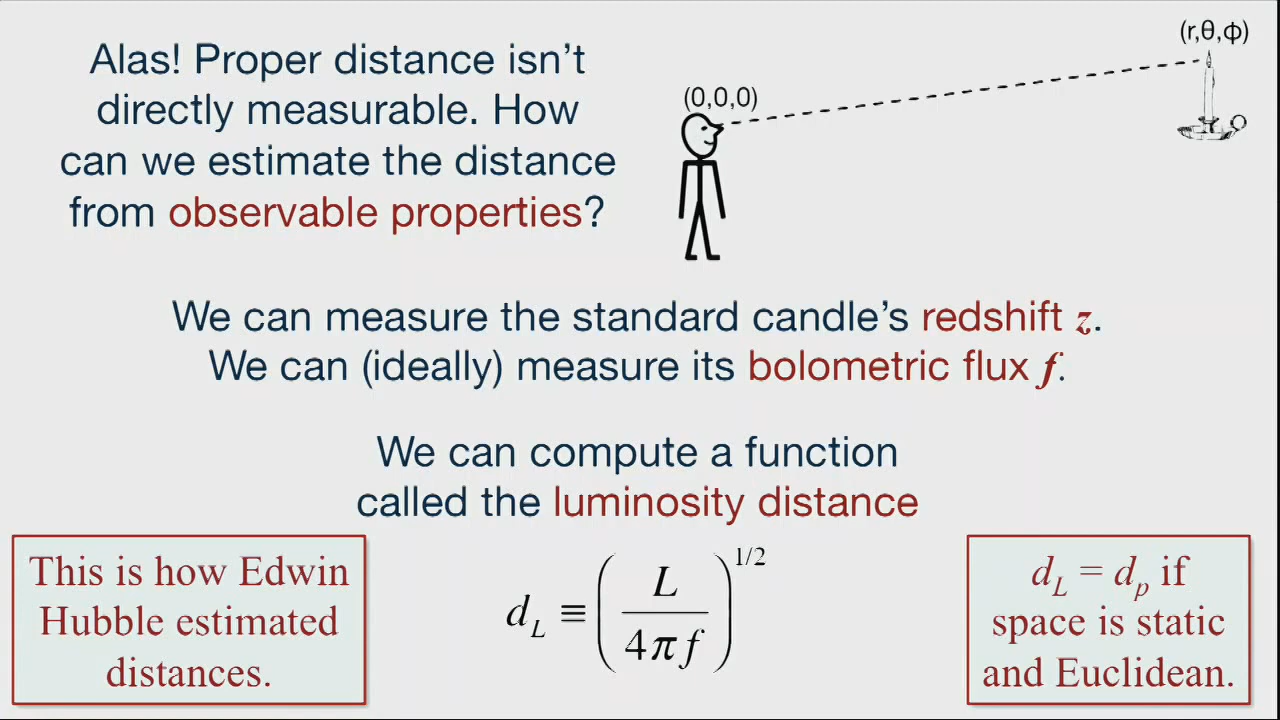 Alas! Proper distance isn’t
directly measurable. How
can we estimate the distance
from observable properties?
(0,0,0)
(r,θ,ϕ)
We can measure the standard candle’s redshift z.
We can (ideally) measure its bolometric flux f.
We can compute a function
called the luminosity distance
This is how Edwin
Hubble estimated
distances.
d_L ≡ (L / 4πf)^{1/2}
d_L = d_p if
space is static
and Euclidean.